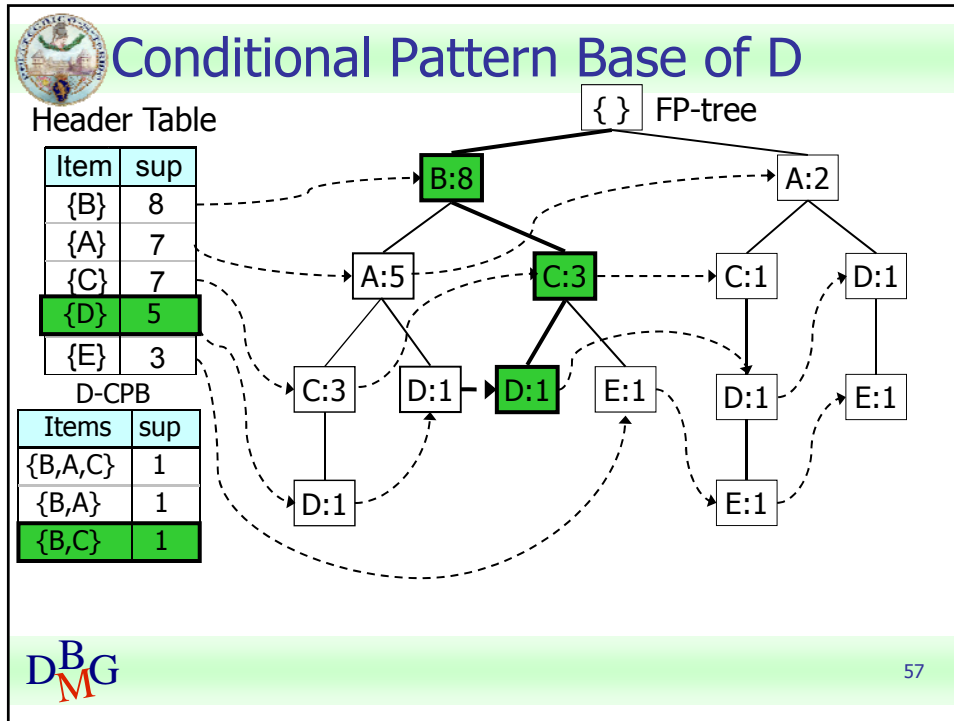 Conditional Pattern Base of D
Header Table
{ } FP-tree
Item sup
{B} 8
{A} 7
{C} 7
{D} 5
{E} 3
B:8 A:2
A:5 C:3 C:1 D:1
C:3 D:1 D:1 E:1 D:1 E:1
D:1 E:1
D-CPB
Items sup
{B,A,C} 1
{B,A} 1
{B,C} 1
DBMG
57